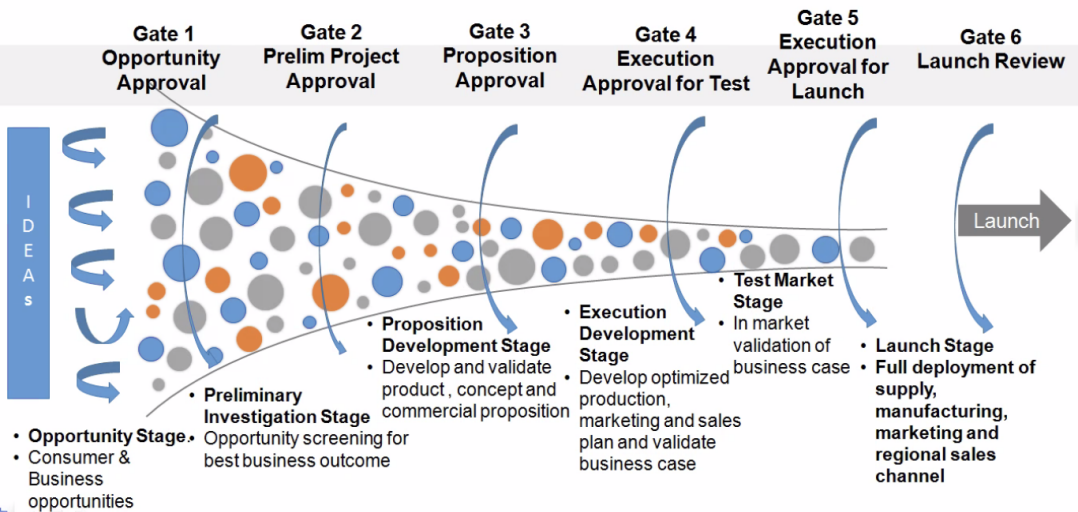 Gate 1
Opportunity
Approval
Gate 2
Prelim Project
Approval
Gate 3
Proposition
Approval
Gate 4
Execution
Approval for Test
Gate 5
Execution
Approval for
Launch
Gate 6
Launch Review
I
D
E
A
s
Launch
• Opportunity Stage.
• Consumer &
Business
opportunities
• Preliminary
Investigation Stage
• Opportunity screening for
best business outcome
• Proposition
Development Stage
• Develop and validate
product , concept and
commercial proposition
• Execution
Development
Stage
• Develop optimized
production,
marketing and sales
plan and validate
business case
• Test Market
Stage
• In market
validation of
business case
• Launch Stage
• Full deployment of
supply,
manufacturing,
marketing and
regional sales
channel